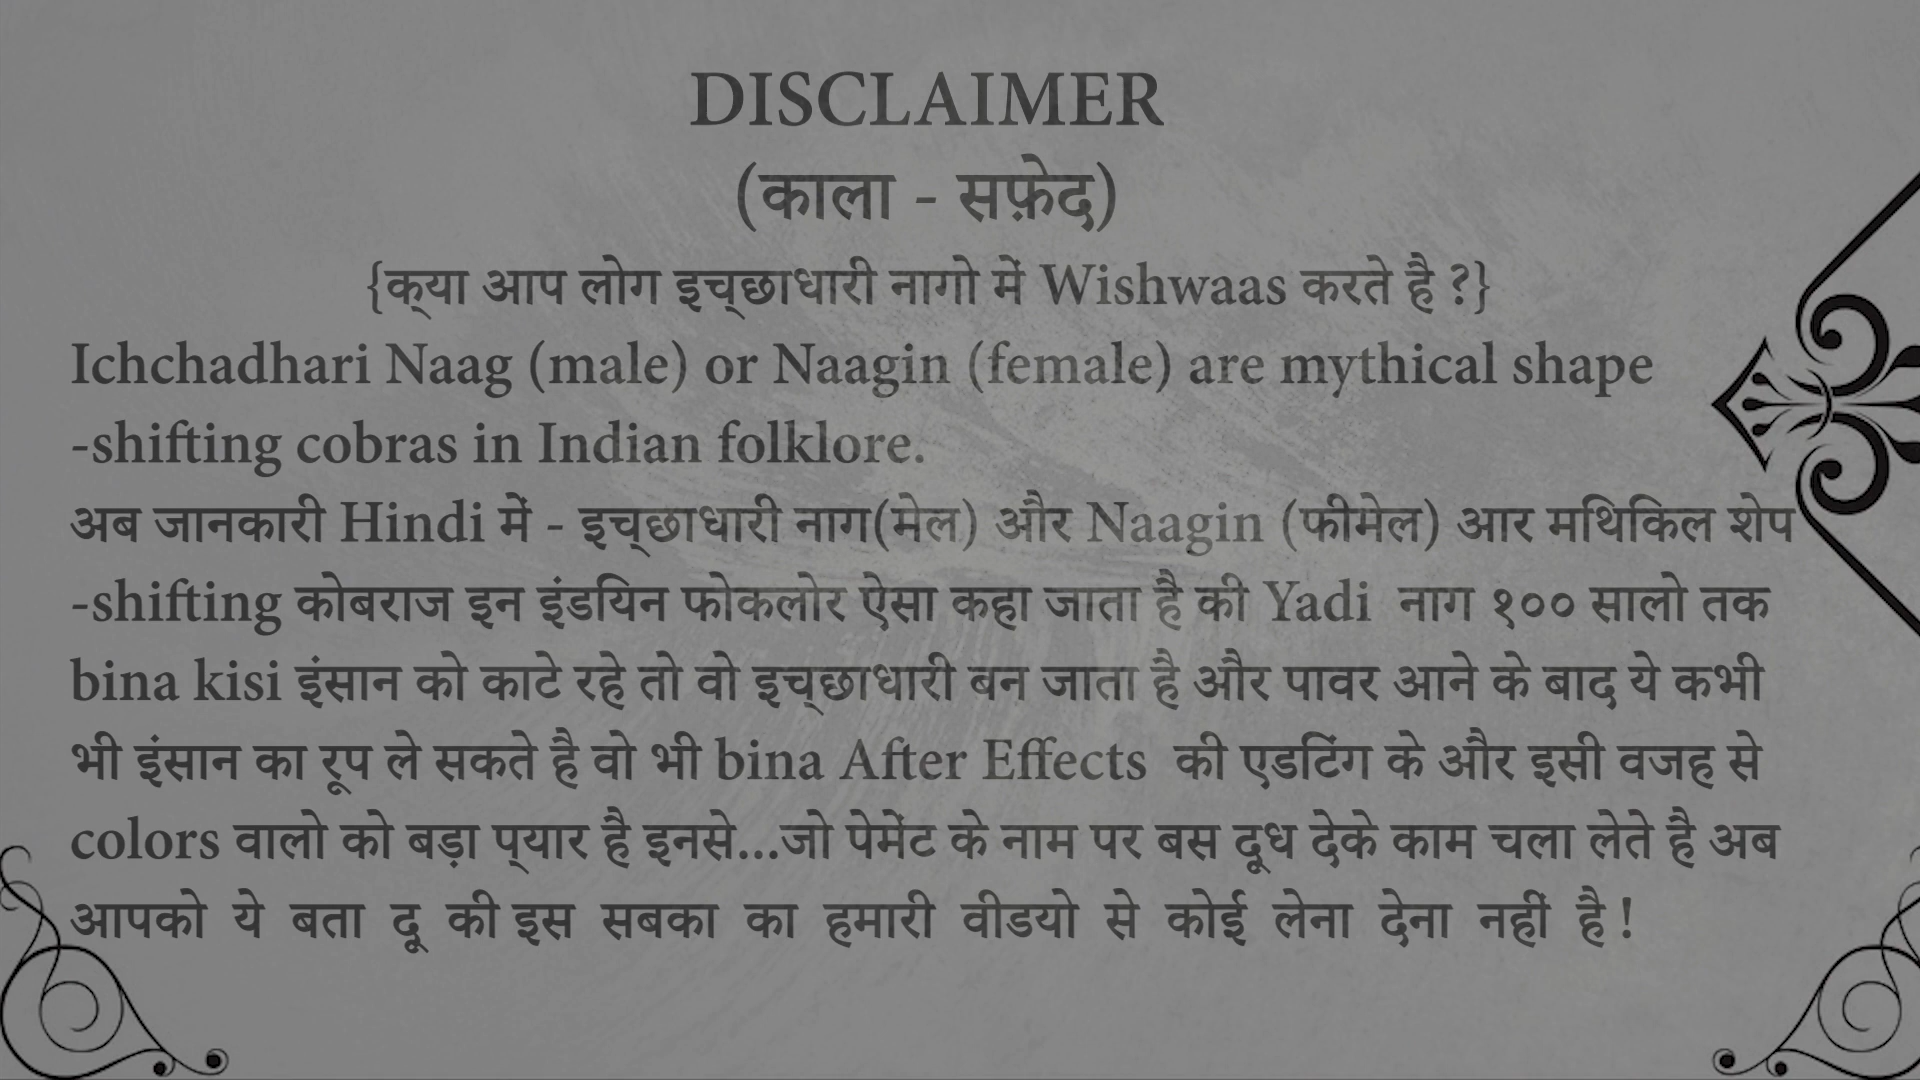 DISCLAIMER
(काला - सफ़ेद)
{क्‌या आप लोग इच्‌छाधारी नागो में Wishwaas करते है ?}
Ichchadhari Naag (male) or Naagin (female) are mythical shape
-shifting cobras in Indian folklore.
अब जानकारी Hindi में - इच्‌छाधारी नाग(मेल) और Naagin (फीमेल) आर मथिकिल शेप
-shifting कोबराज इन इंडयिन फोकलोर ऐसा कहा जाता है की Yadi नाग १०० सालो तक
bina kisi इंसान को काटे रहे तो वो इच्‌छाधारी बन जाता है और पावर आने के बाद ये कभी
भी इंसान का रूप ले सकते है वो भी bina After Effects की एडटिंग के और इसी वजह से
colors वालो को बड़ा प्‌यार है इनसे...जो पेमेंट के नाम पर बस दूध देके काम चला लेते है अब
आपको ये बता दू की इस सबका का हमारी वीडयो से कोई लेना देना नहीं है !